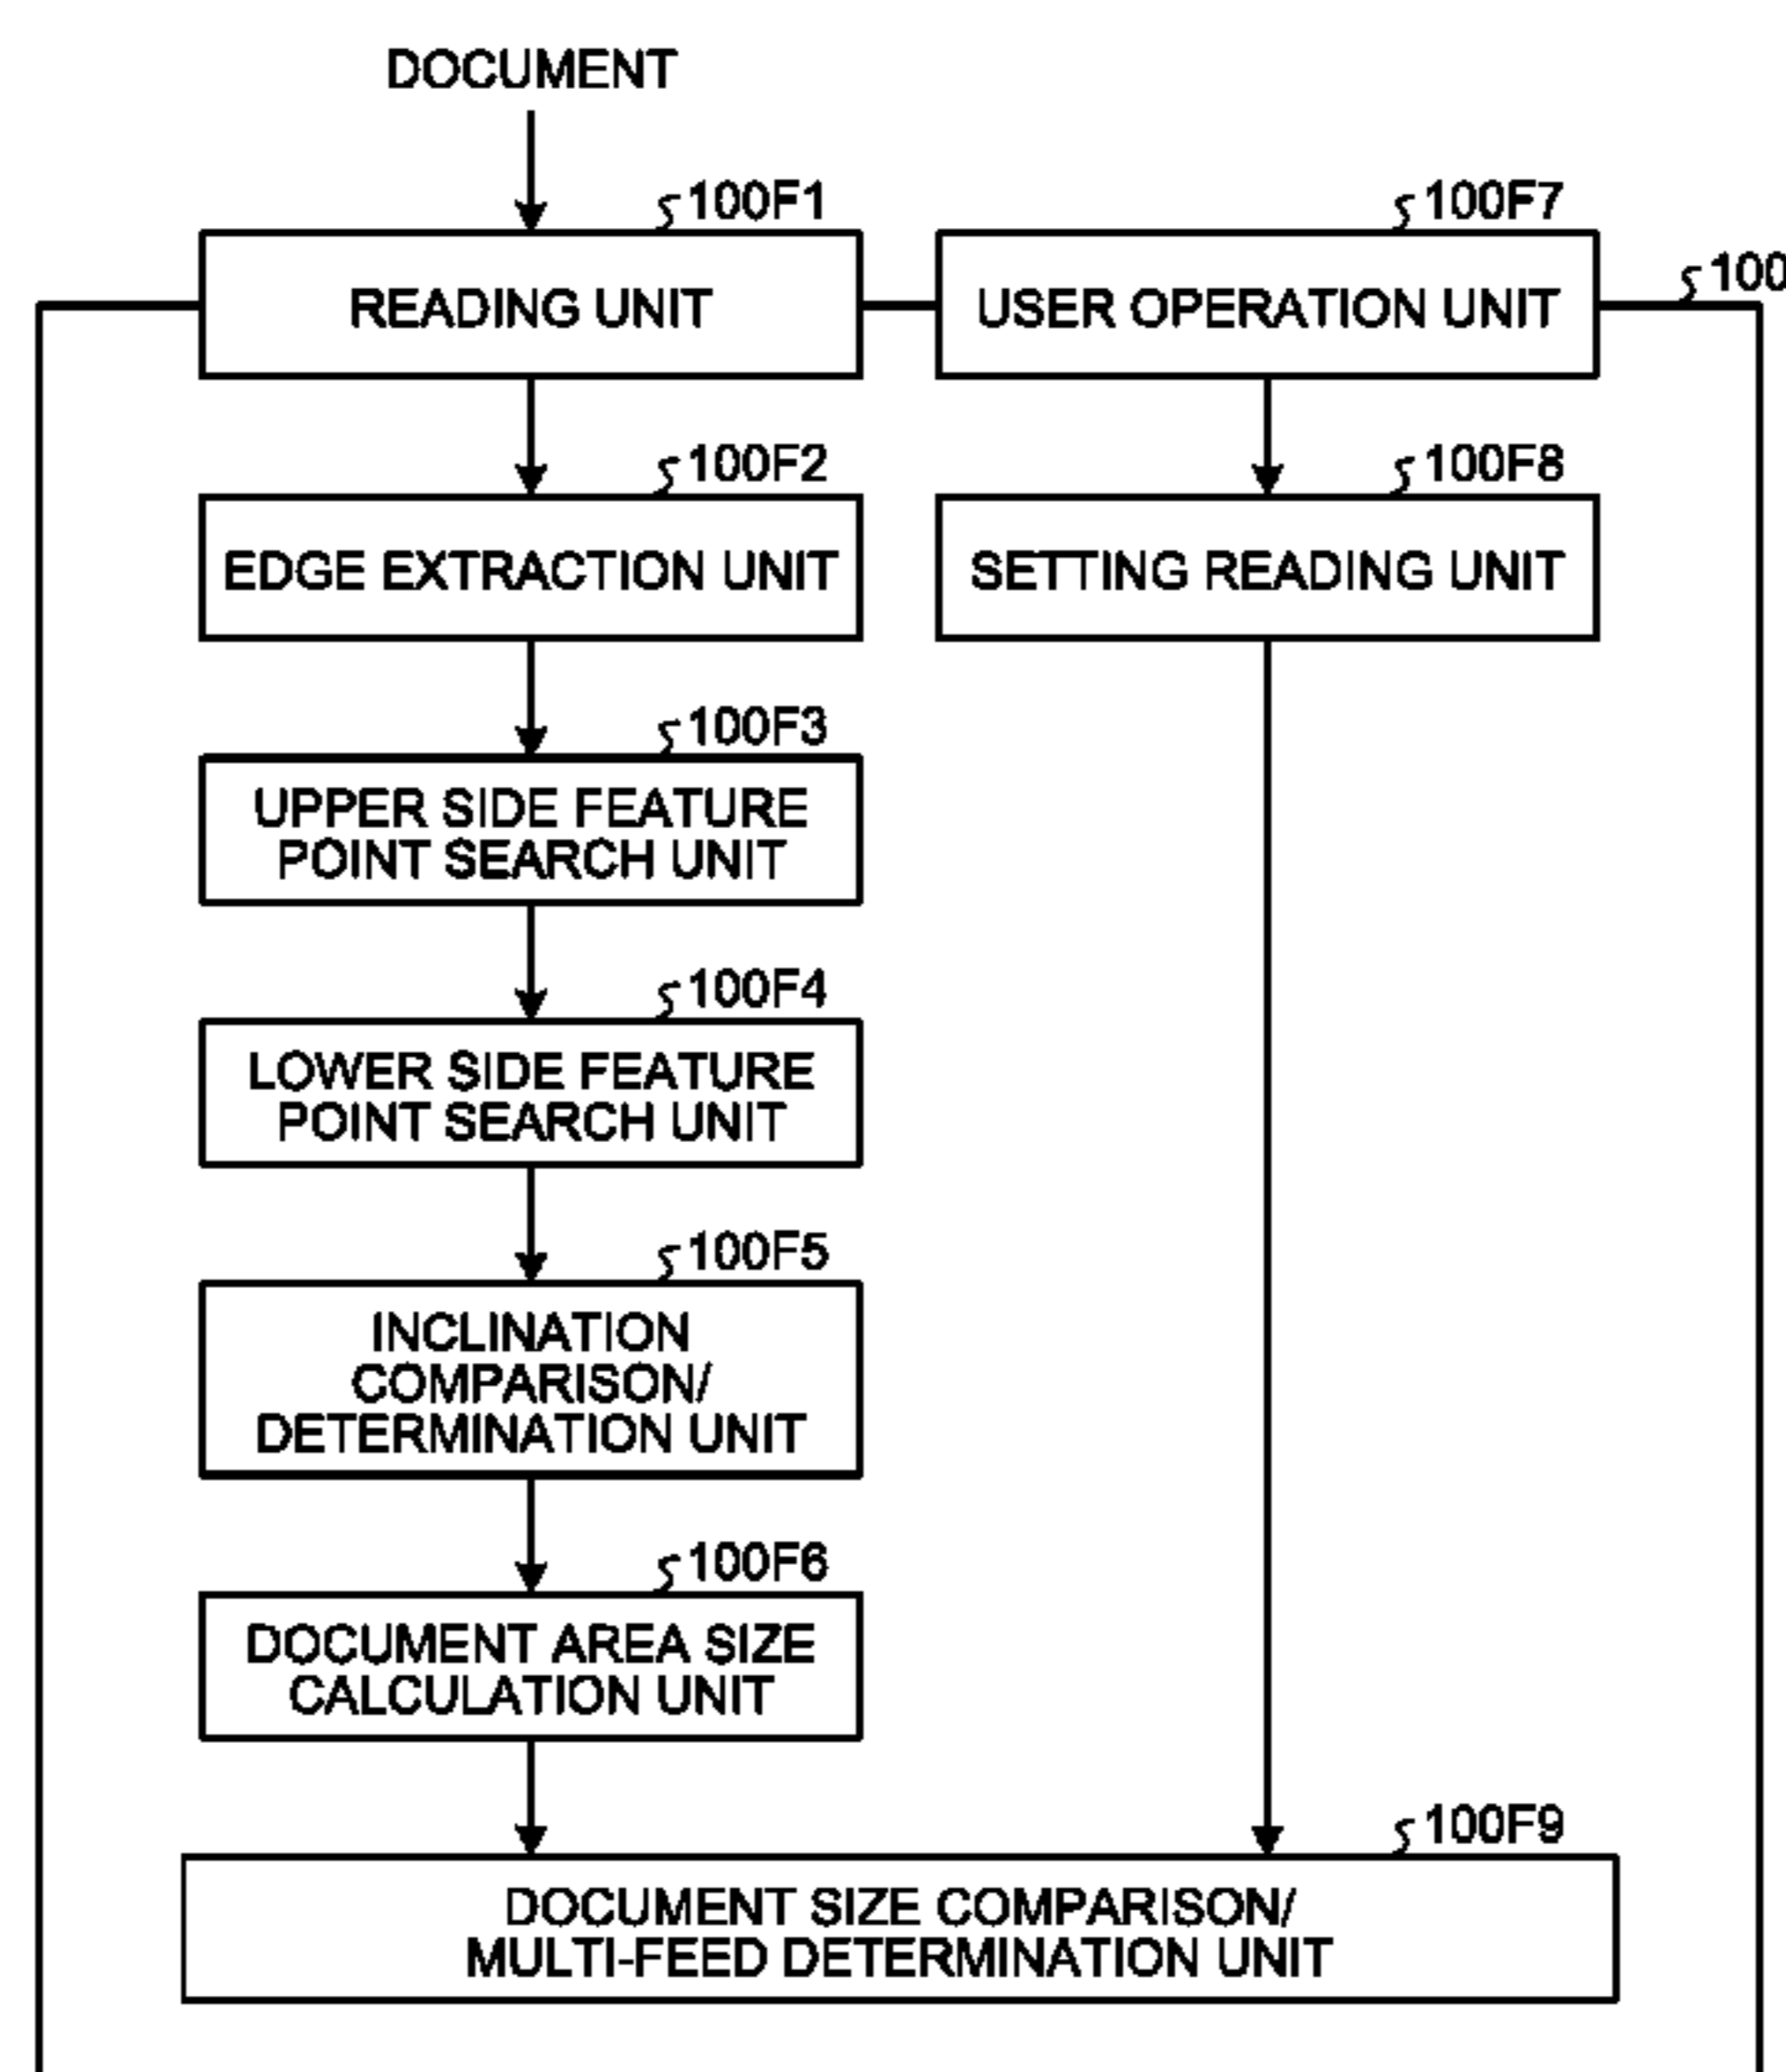 DOCUMENT
100F1
100F7
100
READING UNIT
USER OPERATION UNIT
100F2
100F8
EDGE EXTRACTION UNIT
SETTING READING UNIT
100F3
UPPER SIDE FEATURE
POINT SEARCH UNIT
100F4
LOWER SIDE FEATURE
POINT SEARCH UNIT
100F5
INCLINATION
COMPARISON/
DETERMINATION UNIT
100F6
DOCUMENT AREA SIZE
CALCULATION UNIT
100F9
DOCUMENT SIZE COMPARISON/
MULTI-FEED DETERMINATION UNIT